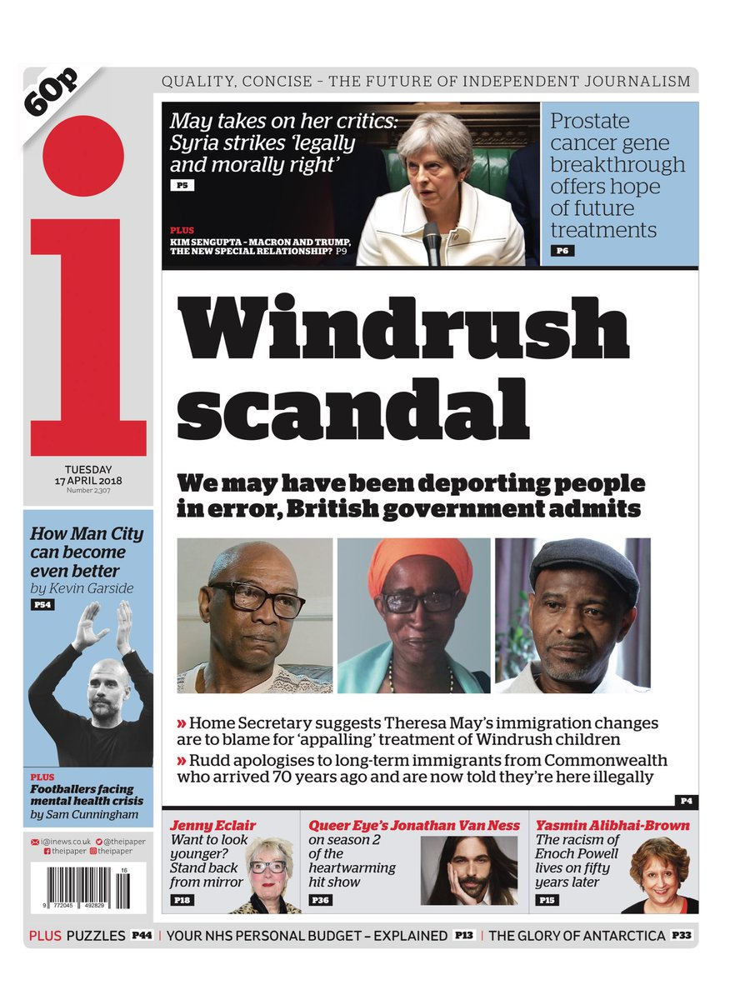 60p
QUALITY, CONCISE – THE FUTURE OF INDEPENDENT JOURNALISM
i
TUESDAY
17 APRIL 2018
Number 2,307
May takes on her critics:
Syria strikes ‘legally
and morally right’
P5
PLUS
KIM SENGUPTA – MACRON AND TRUMP,
THE NEW SPECIAL RELATIONSHIP? P9
Prostate
cancer gene
breakthrough
offers hope
of future
treatments
P6
Windrush
scandal
We may have been deporting people
in error, British government admits
» Home Secretary suggests Theresa May’s immigration changes
are to blame for ‘appalling’ treatment of Windrush children
» Rudd apologises to long-term immigrants from Commonwealth
who arrived 70 years ago and are now told they’re here illegally
P4
How Man City
can become
even better
by Kevin Garside
P54
PLUS
Footballers facing
mental health crisis
by Sam Cunningham
i@inews.co.uk @theipaper
theipaper theipaper
16
9 772045 492829
Jenny Eclair
Want to look
younger?
Stand back
from mirror
P18
Queer Eye’s Jonathan Van Ness
on season 2
of the
heartwarming
hit show
P36
Yasmin Alibhai-Brown
The racism of
Enoch Powell
lives on fifty
years later
P15
PLUS PUZZLES P44 | YOUR NHS PERSONAL BUDGET – EXPLAINED P13 | THE GLORY OF ANTARCTICA P33